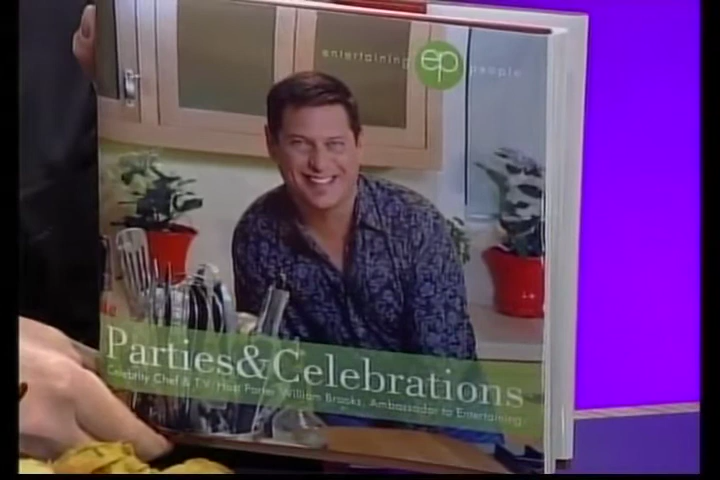 entertaining ep people
Parties&Celebrations
Celebrity Chef & TV Host Porter William Brooks, Ambassador to Entertaining